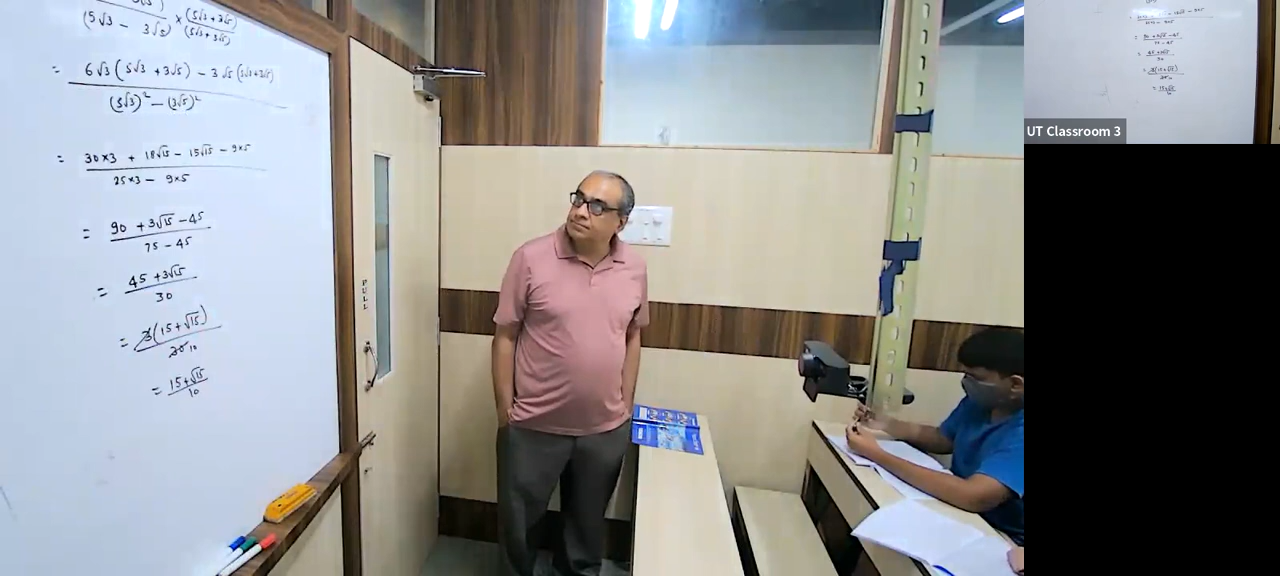 (5√3 - 3√5) × (5√3 + 3√5)/(5√3 + 3√5)
= 6√3 (5√3 + 3√5) - 3√5 (5√3 + 3√5)
(5√3)² - (3√5)²
= 30×3 + 18√15 - 15√15 - 9×5
25×3 - 9×5
= 90 + 3√15 - 45
75 - 45
= 45 + 3√15
30
= 3(15 + √15)
30 10
= 15 + √15
10
PULL
UT Classroom 3